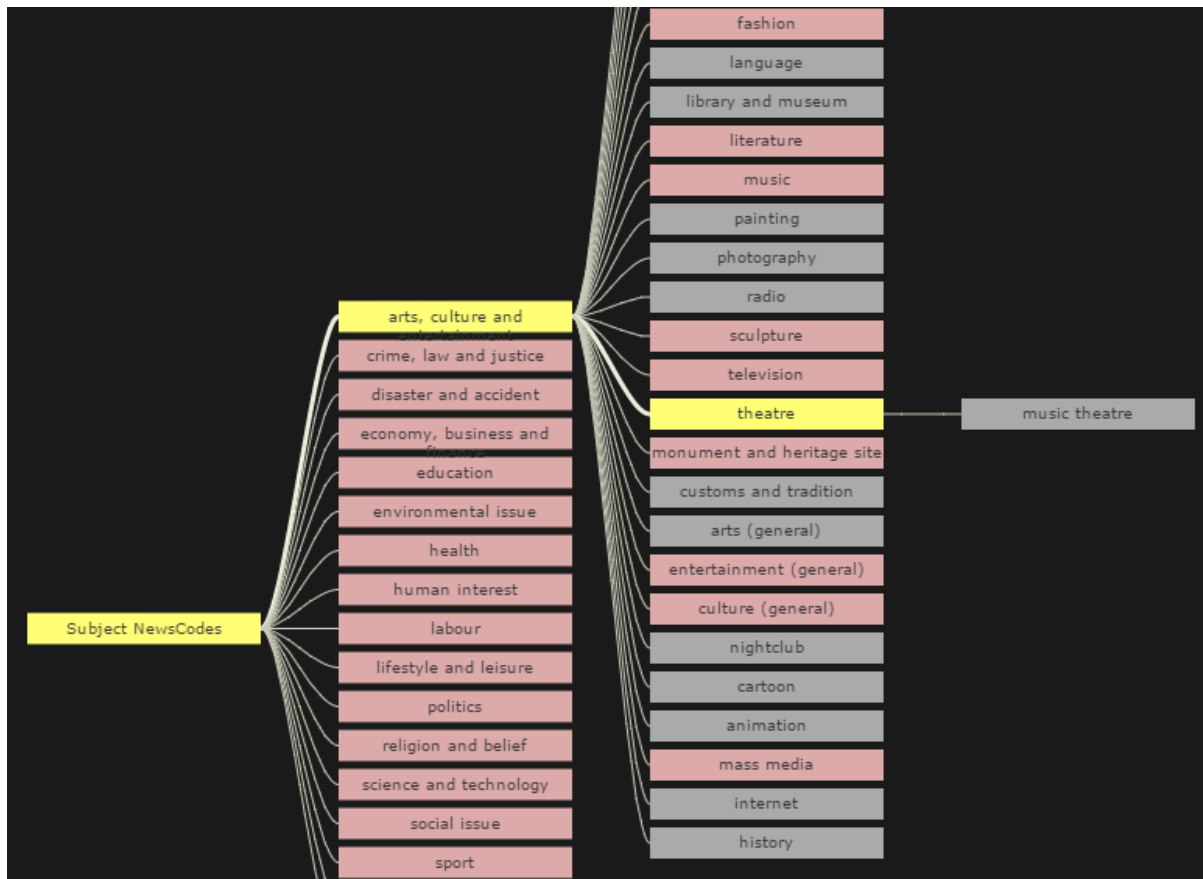 Subject NewsCodes
arts, culture and
entertainment
crime, law and justice
disaster and accident
economy, business and
finance
education
environmental issue
health
human interest
labour
lifestyle and leisure
politics
religion and belief
science and technology
social issue
sport
fashion
language
library and museum
literature
music
painting
photography
radio
sculpture
television
theatre
monument and heritage site
customs and tradition
arts (general)
entertainment (general)
culture (general)
nightclub
cartoon
animation
mass media
internet
history
music theatre